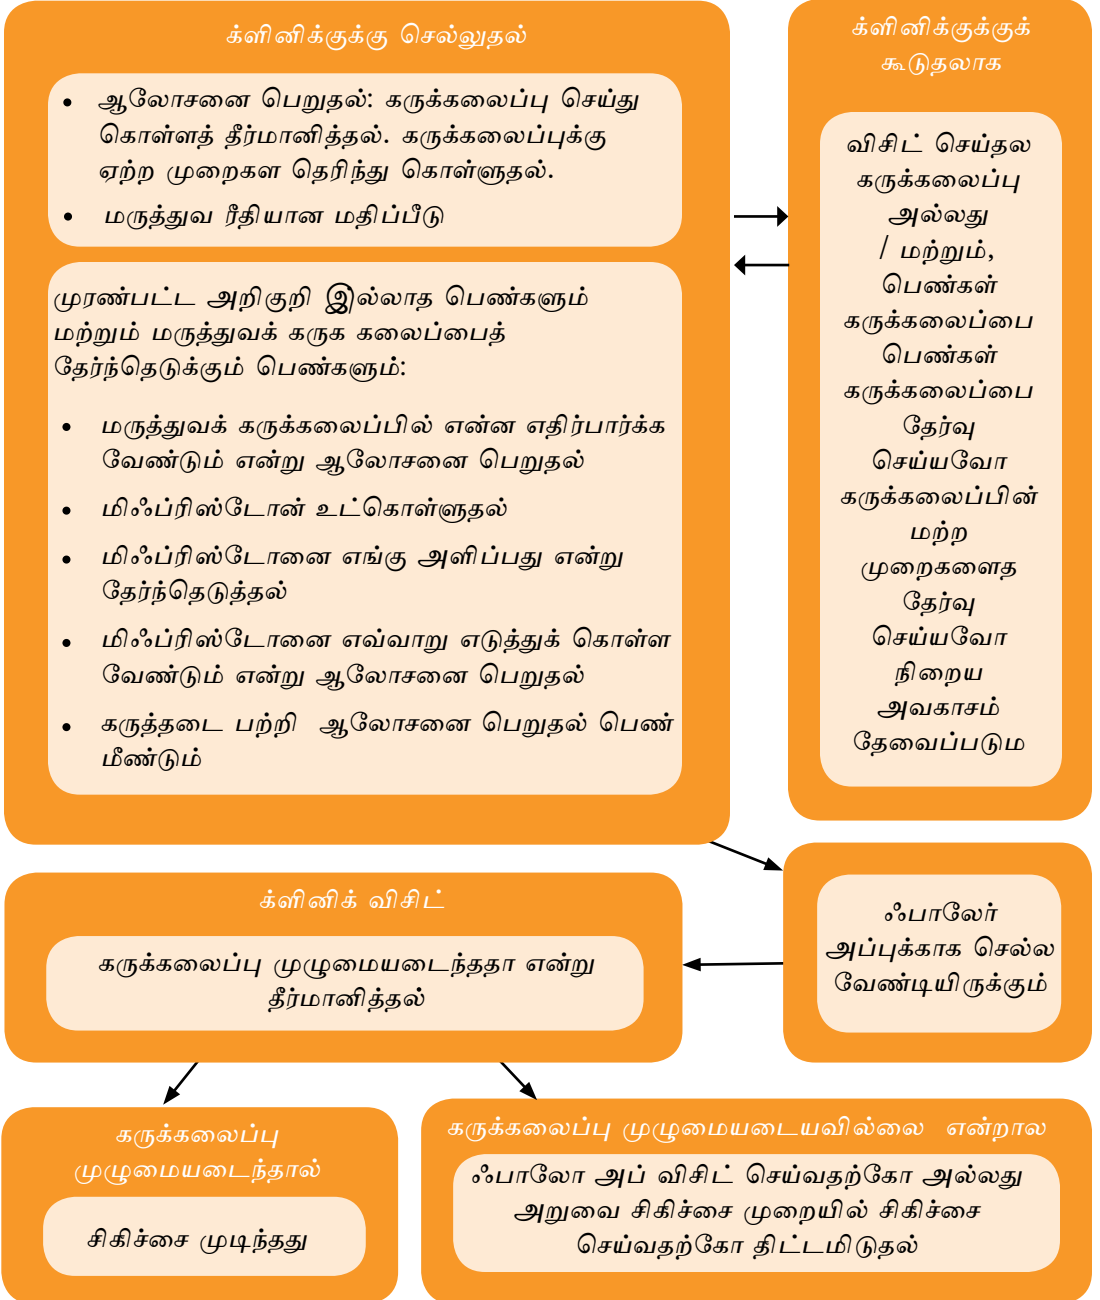 க்ளினிக்குக்கு செல்லுதல்
• ஆலோசனை பெறுதல்: கருக்கலைப்பு செய்து
கொள்ளத் தீர்மானித்தல். கருக்கலைப்புக்கு
ஏற்ற முறைகள தெரிந்து கொள்ளுதல்.
• மருத்துவ ரீதியான மதிப்பீடு
முரண்பட்ட அறிகுறி இல்லாத பெண்களும்
மற்றும் மருத்துவக் கருக கலைப்பைத்
தேர்ந்தெடுக்கும் பெண்களும்:
• மருத்துவக் கருக்கலைப்பில் என்ன எதிர்பார்க்க
வேண்டும் என்று ஆலோசனை பெறுதல்
• மிஃப்ரிஸ்டோன் உட்கொள்ளுதல்
• மிஃப்ரிஸ்டோனை எங்கு அளிப்பது என்று
தேர்ந்தெடுத்தல்
• மிஃப்ரிஸ்டோனை எவ்வாறு எடுத்துக் கொள்ள
வேண்டும் என்று ஆலோசனை பெறுதல்
• கருத்தடை பற்றி ஆலோசனை பெறுதல் பெண்
மீண்டும்
க்ளினிக்குக்குக்
கூடுதலாக
விசிட் செய்தல
கருக்கலைப்பு
அல்லது
/ மற்றும்,
பெண்கள்
கருக்கலைப்பை
பெண்கள்
கருக்கலைப்பை
தேர்வு
செய்யவோ
கருக்கலைப்பின்
மற்ற
முறைகளைத
தேர்வு
செய்யவோ
நிறைய
அவகாசம்
தேவைப்படும
ஃபாலேர்
அப்புக்காக செல்ல
வேண்டியிருக்கும்
க்ளினிக் விசிட்
கருக்கலைப்பு முழுமையடைந்ததா என்று
தீர்மானித்தல்
கருக்கலைப்பு
முழுமையடைந்தால்
சிகிச்சை முடிந்தது
கருக்கலைப்பு முழுமையடையவில்லை என்றால
ஃபாலோ அப் விசிட் செய்வதற்கோ அல்லது
அறுவை சிகிச்சை முறையில் சிகிச்சை
செய்வதற்கோ திட்டமிடுதல்